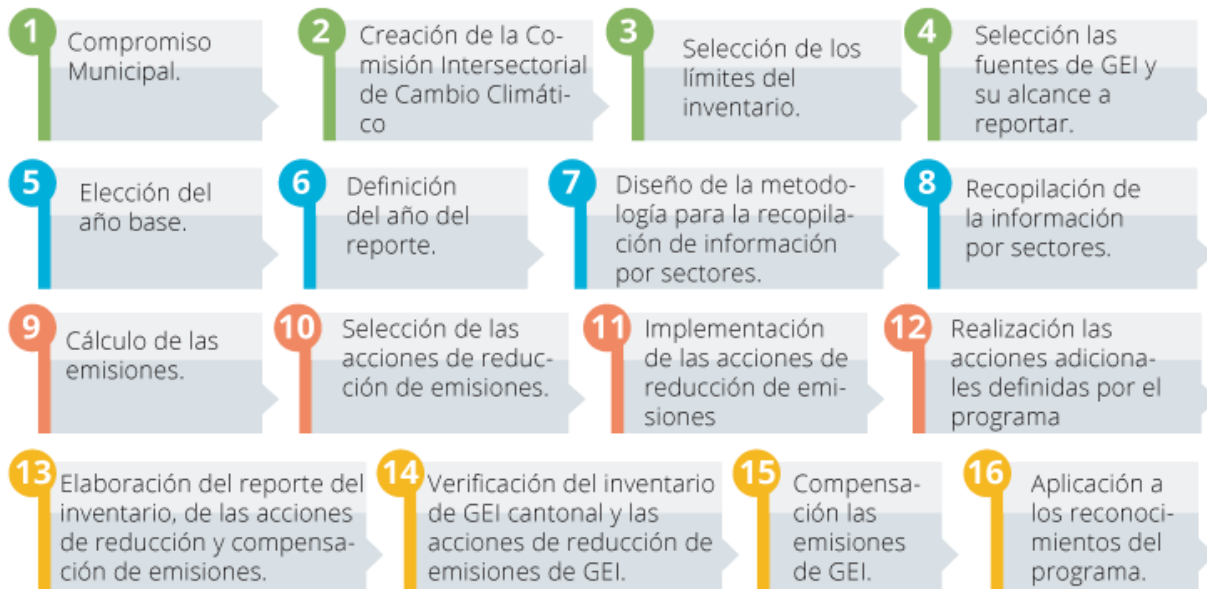 1
Compromiso
Municipal.
2
Creación de la Co-
misión Intersectorial
de Cambio Climáti-
co
3
Selección de los
límites del
inventario.
4
Selección las
fuentes de GEI y
su alcance a
reportar.
5
Elección del
año base.
6
Definición
del año del
reporte.
7
Diseño de la metodo-
logía para la recopila-
ción de información
por sectores.
8
Recopilación de
la información
por sectores.
9
Cálculo de las
emisiones.
10
Selección de las
acciones de reduc-
ción de emisiones.
11
Implementación
de las acciones de
reducción de emi-
siones
12
Realización las
acciones adiciona-
les definidas por el
programa
13
Elaboración del reporte del
inventario, de las acciones
de reducción y compensa-
ción de emisiones.
14
Verificación del inventario
de GEI cantonal y las
acciones de reducción de
emisiones de GEI.
15
Compensa-
ción las
emisiones
de GEI.
16
Aplicación a
los reconoci-
mientos del
programa.